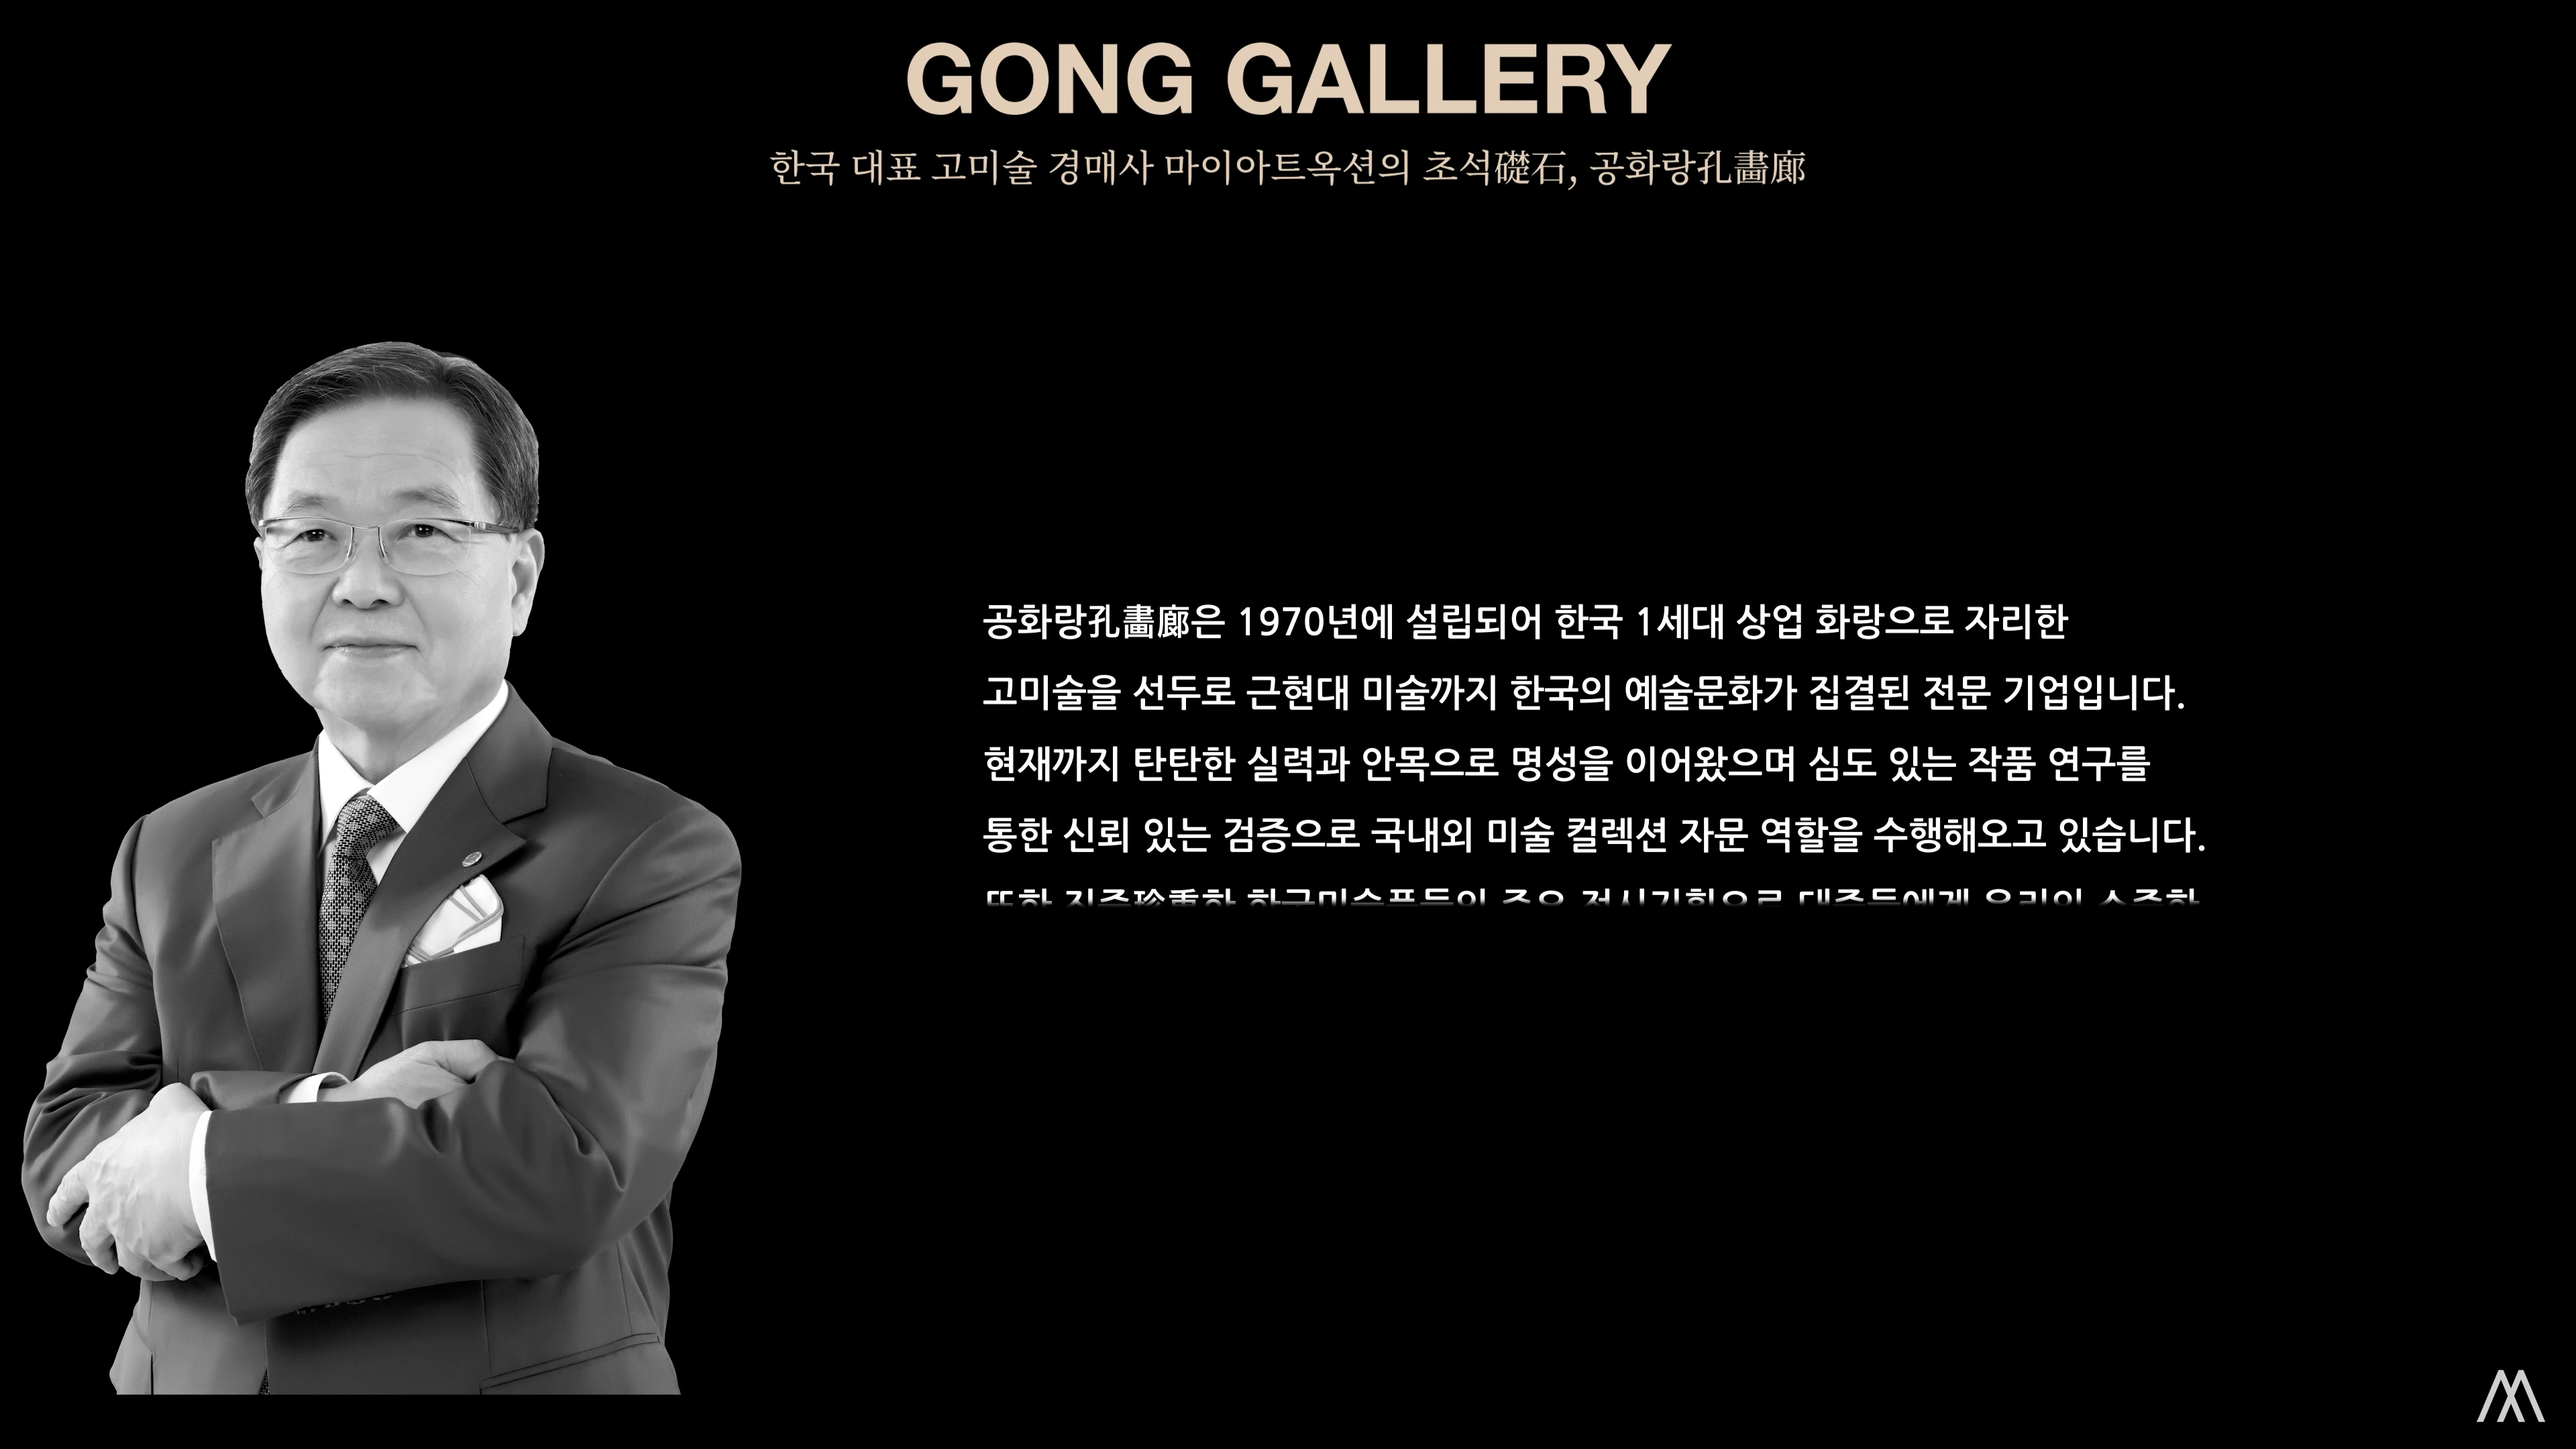 GONG GALLERY
한국 대표 고미술 경매사 마이아트옥션의 초석礎石, 공화랑孔畵廊
공화랑孔畵廊은 1970년에 설립되어 한국 1세대 상업 화랑으로 자리한
고미술을 선두로 근현대 미술까지 한국의 예술문화가 집결된 전문 기업입니다.
현재까지 탄탄한 실력과 안목으로 명성을 이어왔으며 심도 있는 작품 연구를
통한 신뢰 있는 검증으로 국내외 미술 컬렉션 자문 역할을 수행해오고 있습니다.